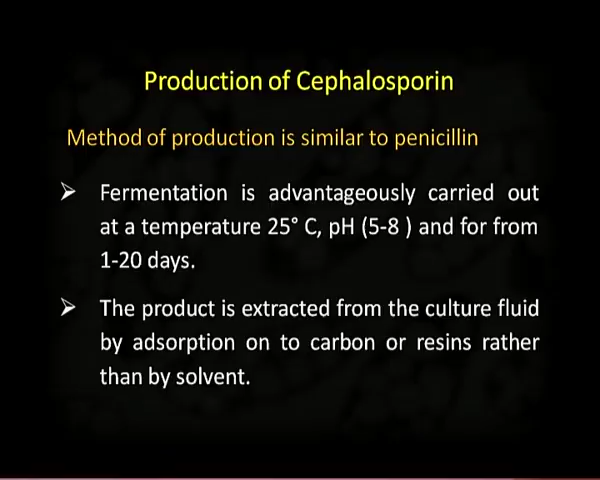 Production of Cephalosporin
Method of production is similar to penicillin
➢ Fermentation is advantageously carried out
at a temperature 25° C, pH (5-8 ) and for from
1-20 days.
➢ The product is extracted from the culture fluid
by adsorption on to carbon or resins rather
than by solvent.